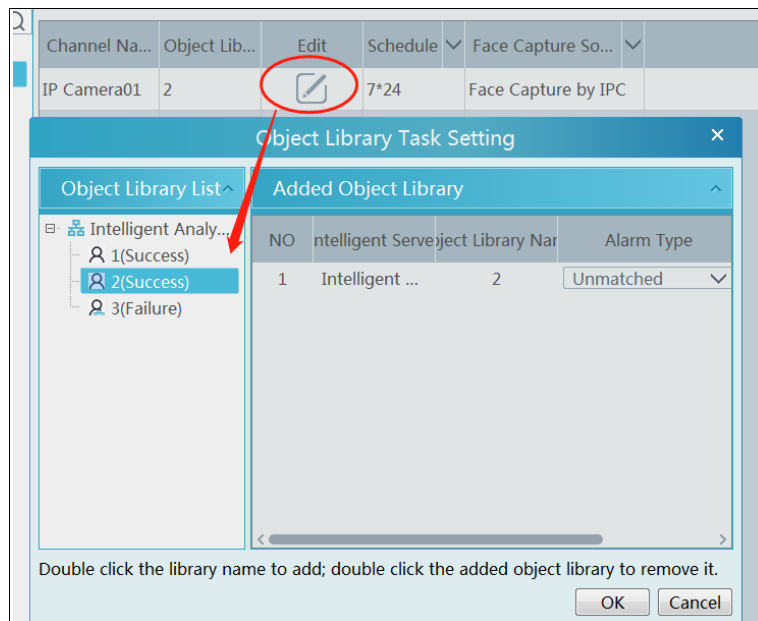 Channel Na... Object Lib... Edit Schedule Face Capture So...
IP Camera01 2 7*24 Face Capture by IPC
Object Library Task Setting
Object Library List Added Object Library
Intelligent Analy...
1(Success)
2(Success)
3(Failure)
NO ntelligent Serve bject Library Nar Alarm Type
1 Intelligent ... 2 Unmatched
Double click the library name to add; double click the added object library to remove it.
OK Cancel